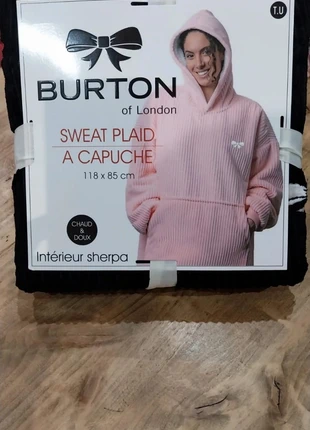 T.U
BURTON
of London
SWEAT PLAID
A CAPUCHE
118 x 85 cm
CHAUD
& DOUX
intérieur sherpa